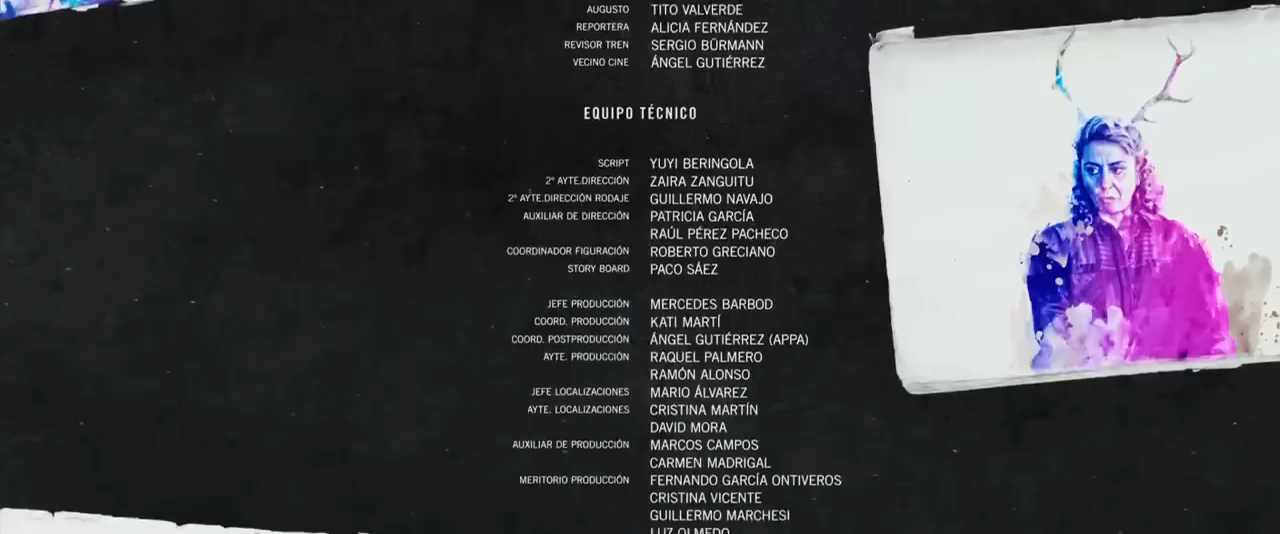 AUGUSTO TITO VALVERDE
REPORTERA ALICIA FERNÁNDEZ
REVISOR TREN SERGIO BÜRMANN
VECINO CINE ÁNGEL GUTIÉRREZ
EQUIPO TÉCNICO
SCRIPT YUYI BERINGOLA
2º AYTE.DIRECCIÓN ZAIRA ZANGUITU
2º AYTE.DIRECCIÓN RODAJE GUILLERMO NAVAJO
AUXILIAR DE DIRECCIÓN PATRICIA GARCÍA
RAÚL PÉREZ PACHECO
COORDINADOR FIGURACIÓN ROBERTO GRECIANO
STORY BOARD PACO SÁEZ
JEFE PRODUCCIÓN MERCEDES BARBOD
COORD. PRODUCCIÓN KATI MARTÍ
COORD. POSTPRODUCCIÓN ÁNGEL GUTIÉRREZ (APPA)
AYTE. PRODUCCIÓN RAQUEL PALMERO
RAMÓN ALONSO
JEFE LOCALIZACIONES MARIO ÁLVAREZ
AYTE. LOCALIZACIONES CRISTINA MARTÍN
DAVID MORA
AUXILIAR DE PRODUCCIÓN MARCOS CAMPOS
CARMEN MADRIGAL
MERITORIO PRODUCCIÓN FERNANDO GARCÍA ONTIVEROS
CRISTINA VICENTE
GUILLERMO MARCHESI
LUZ OLMEDO